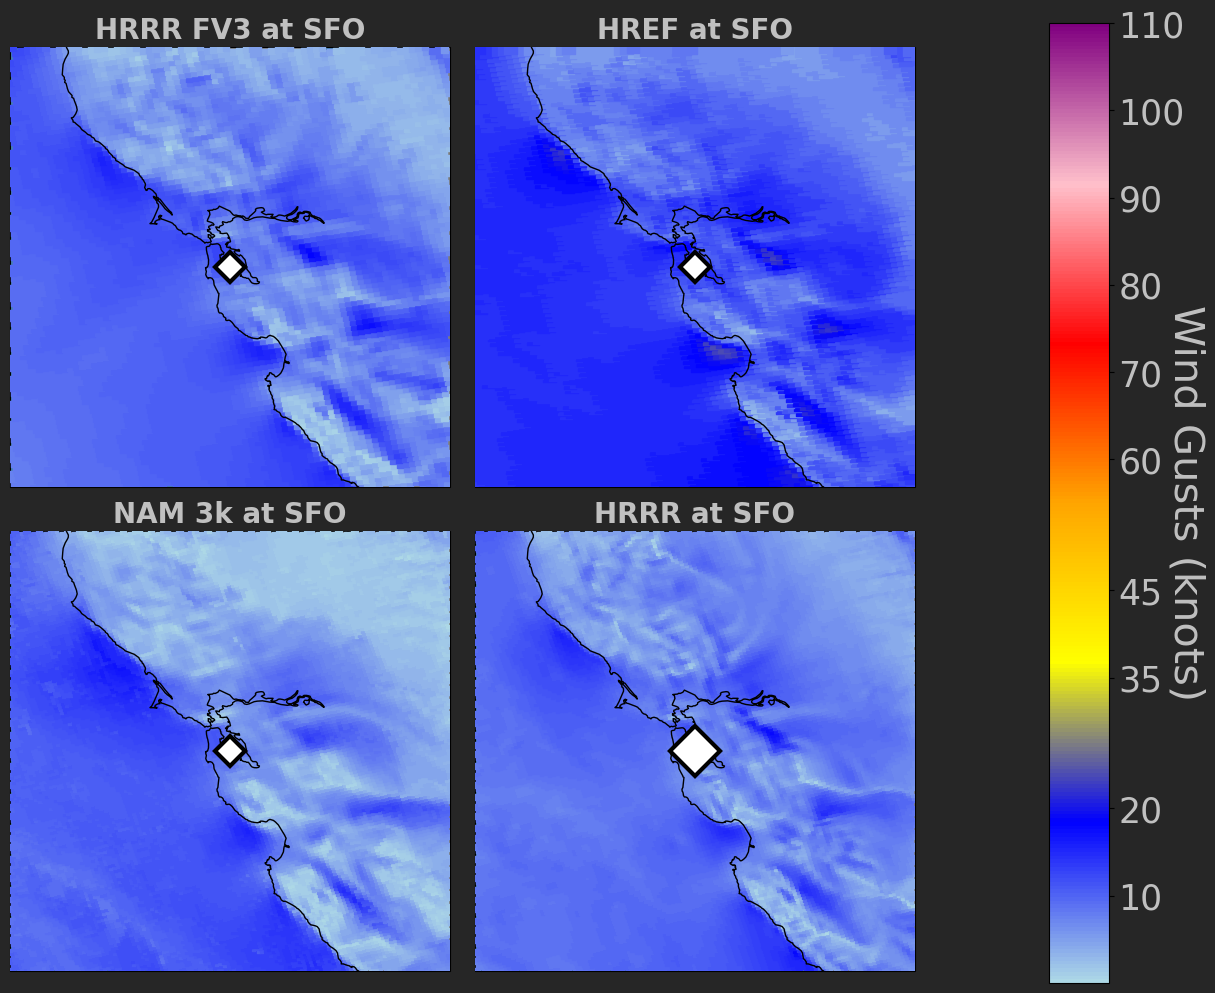 HRRR FV3 at SFO
HREF at SFO
NAM 3k at SFO
HRRR at SFO
110
100
90
80
70
60
45
35
20
10
Wind Gusts (knots)